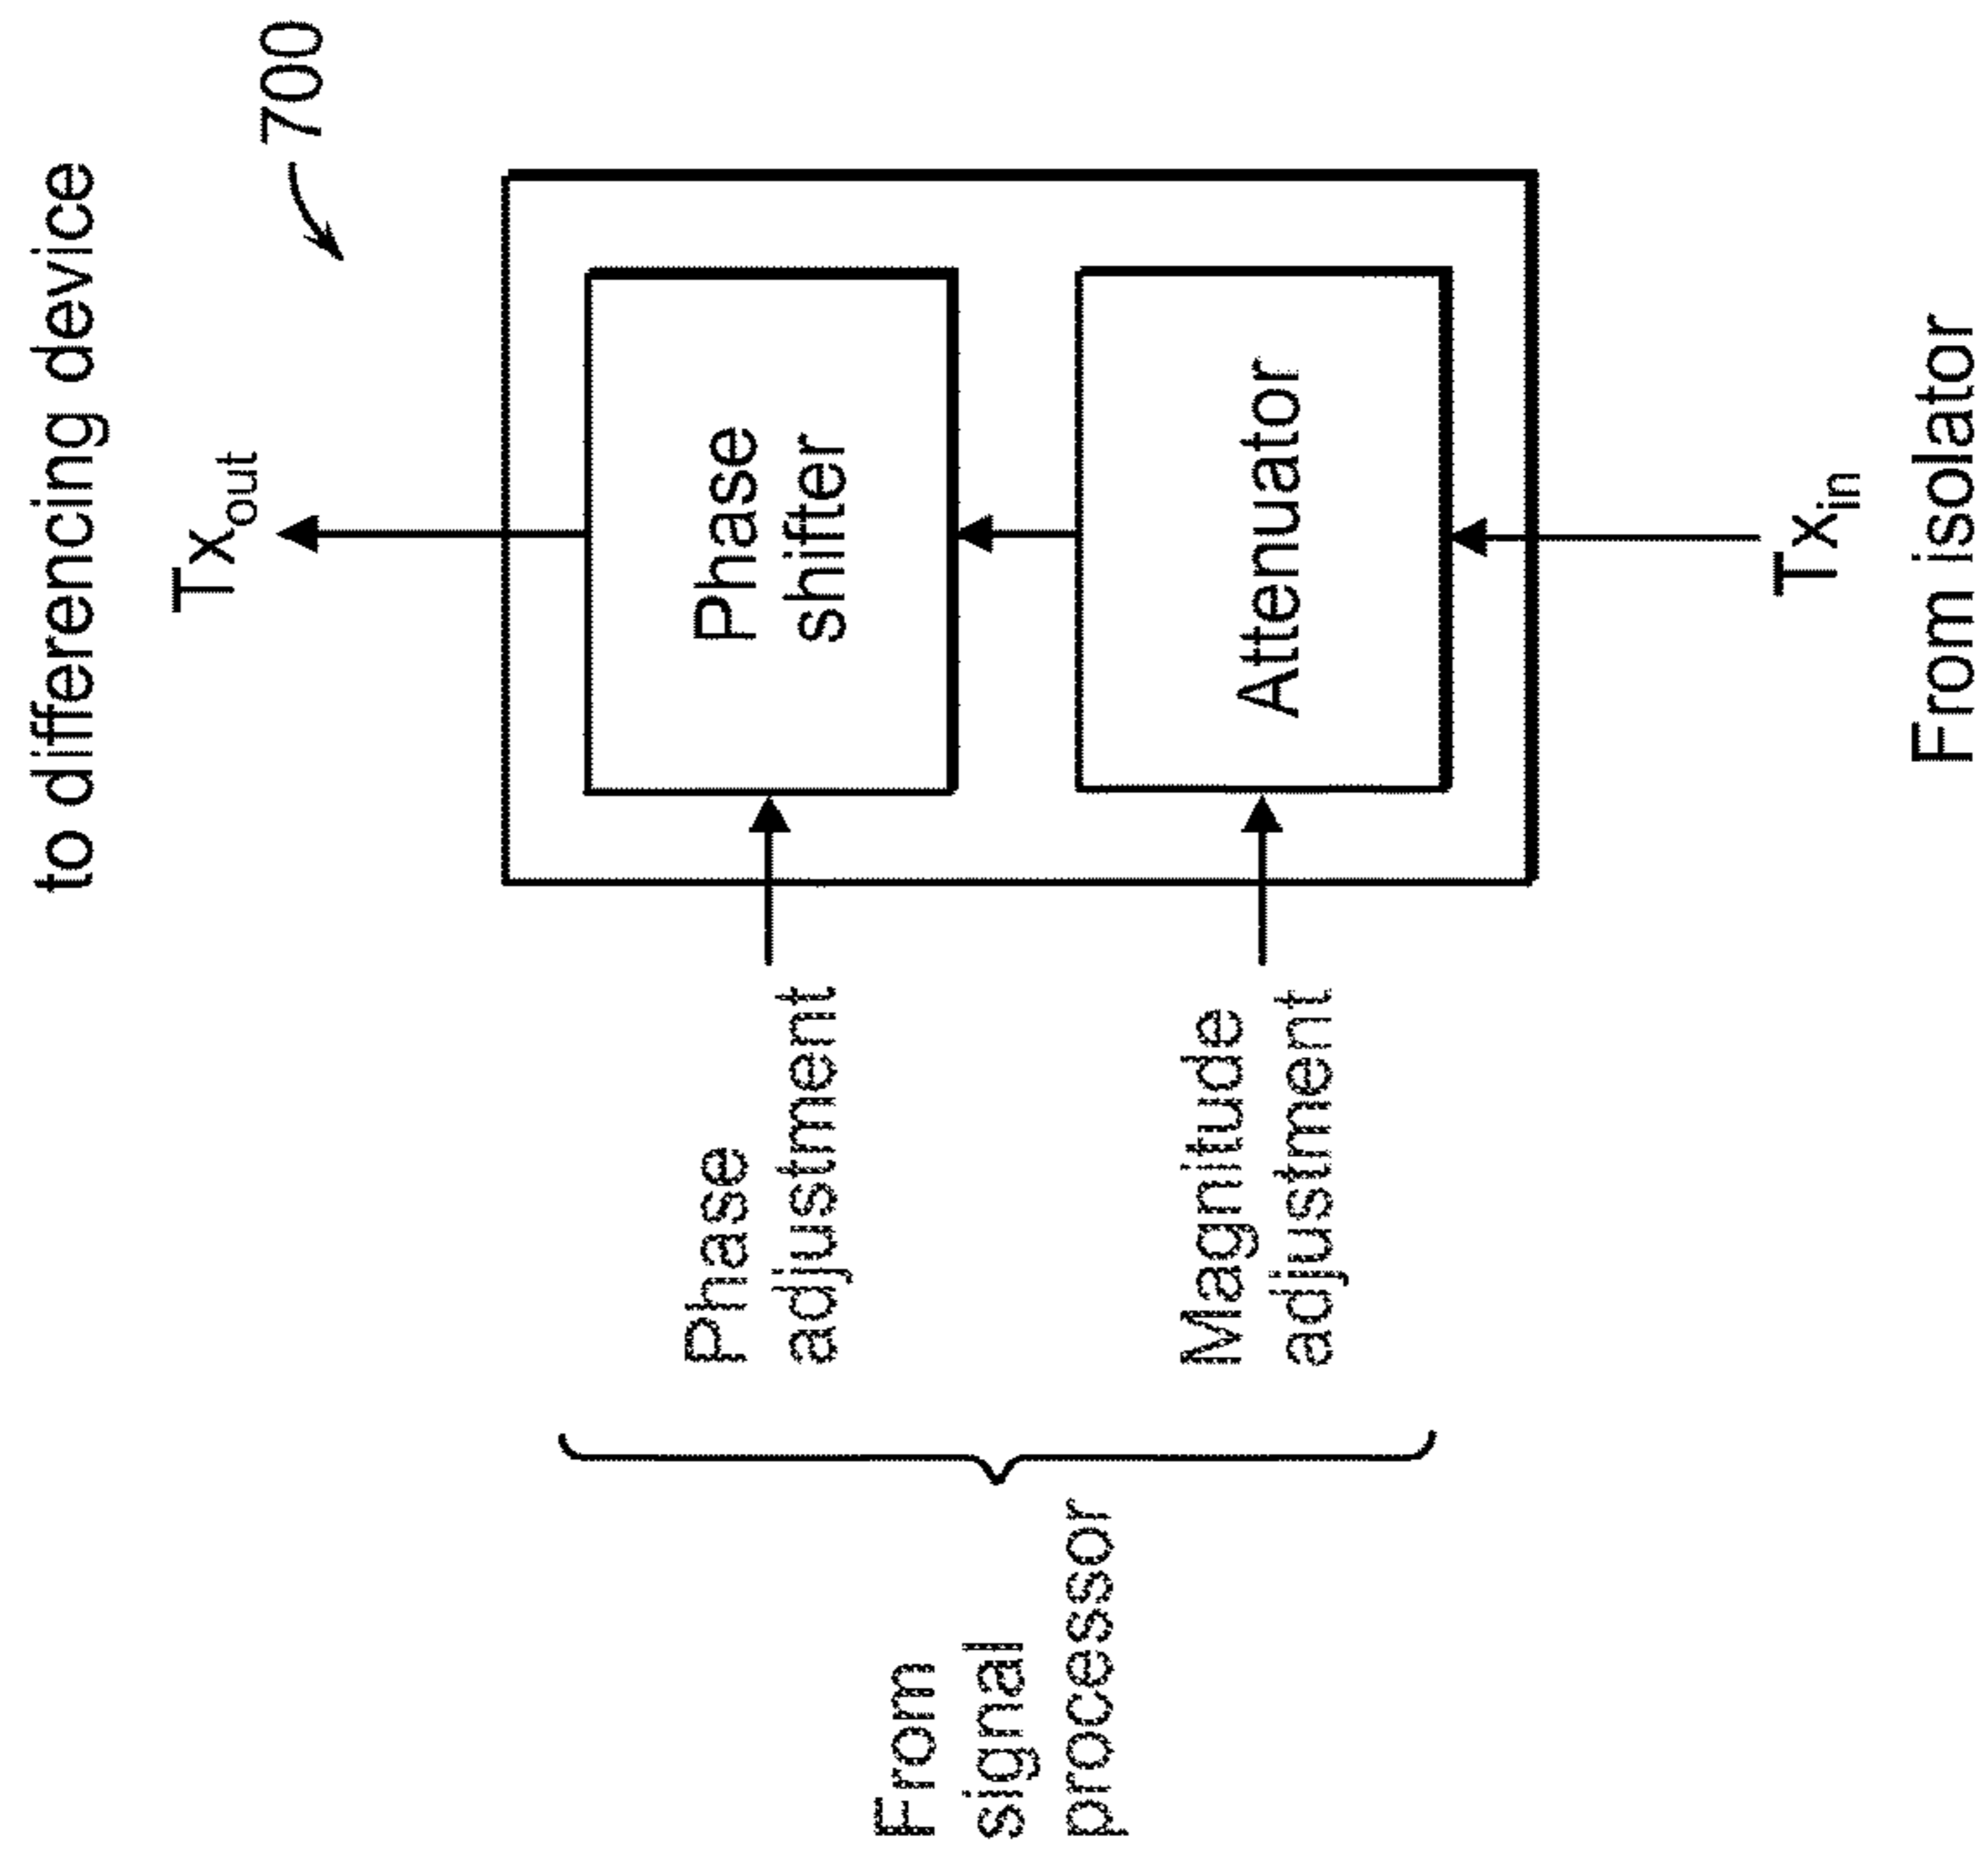 to differencing device
700
Tx_out
Phase
shifter
Attenuator
Tx_in
From isolator
Phase
adjustment
Magnitude
adjustment
From
signal
processor